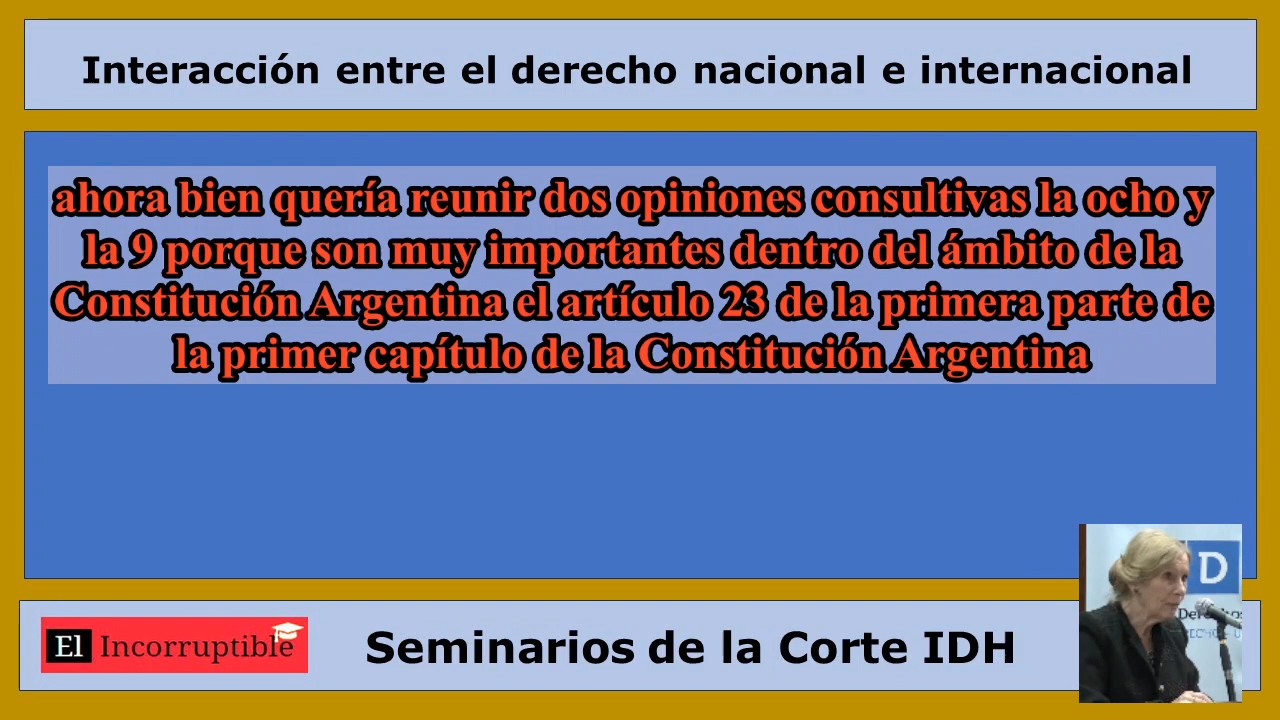 Interacción entre el derecho nacional e internacional
ahora bien quería reunir dos opiniones consultivas la ocho y
la 9 porque son muy importantes dentro del ámbito de la
Constitución Argentina el artículo 23 de la primera parte de
la primer capítulo de la Constitución Argentina
D
El Incorruptible
Seminarios de la Corte IDH